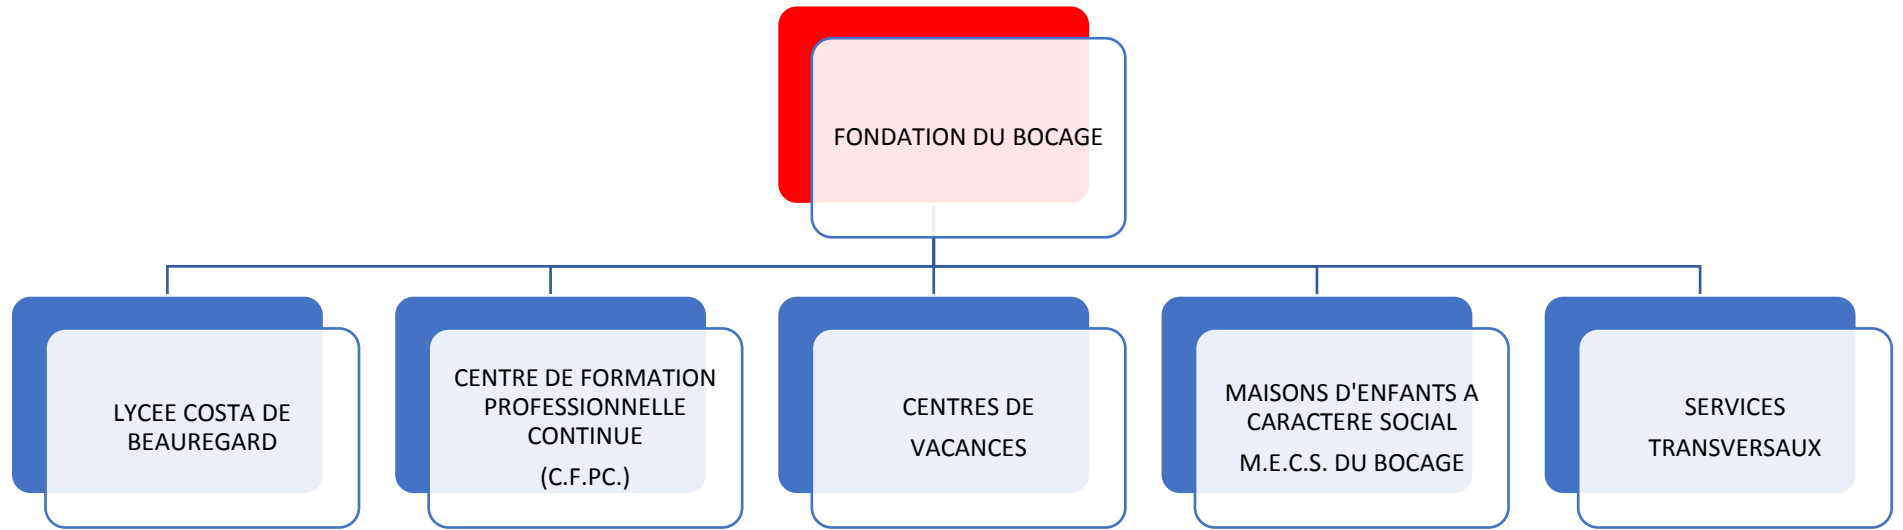 FONDATION DU BOCAGE
LYCEE COSTA DE
BEAUREGARD
CENTRE DE FORMATION
PROFESSIONNELLE
CONTINUE
(C.F.PC.)
CENTRES DE
VACANCES
MAISONS D'ENFANTS A
CARACTERE SOCIAL
M.E.C.S. DU BOCAGE
SERVICES
TRANSVERSAUX